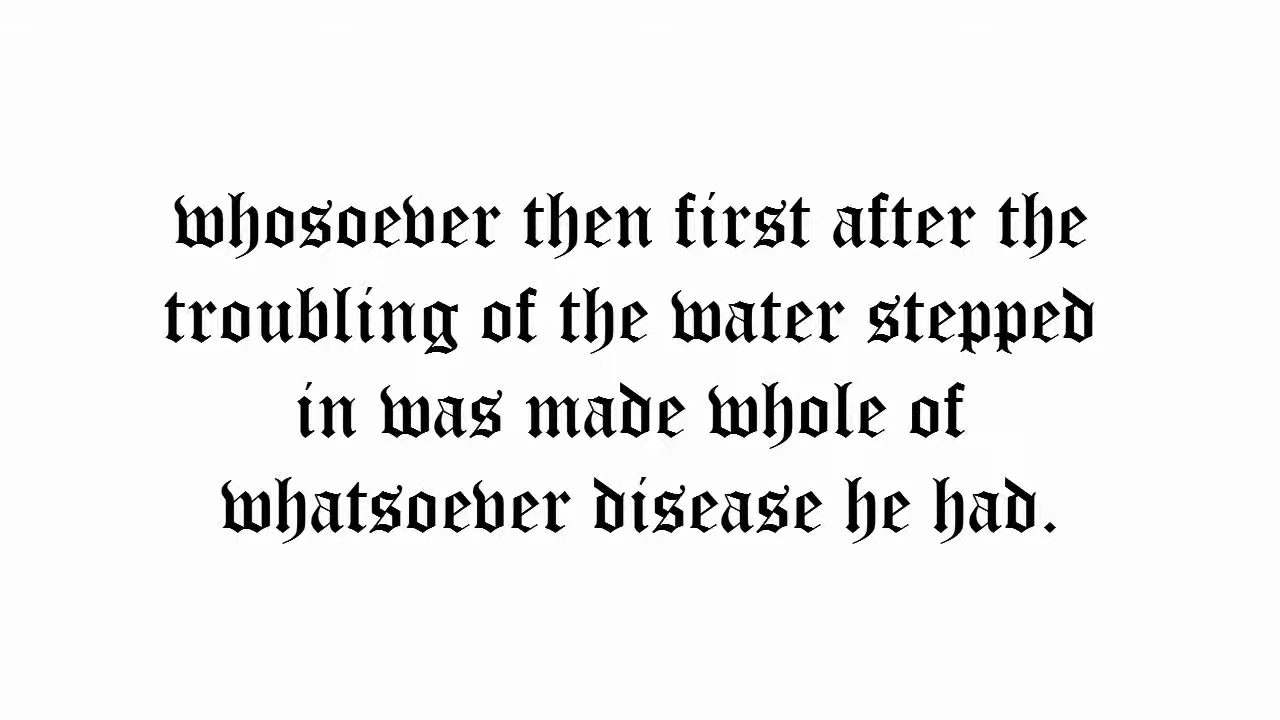 whosoever then first after the
troubling of the water stepped
in was made whole of
whatsoever disease he had.